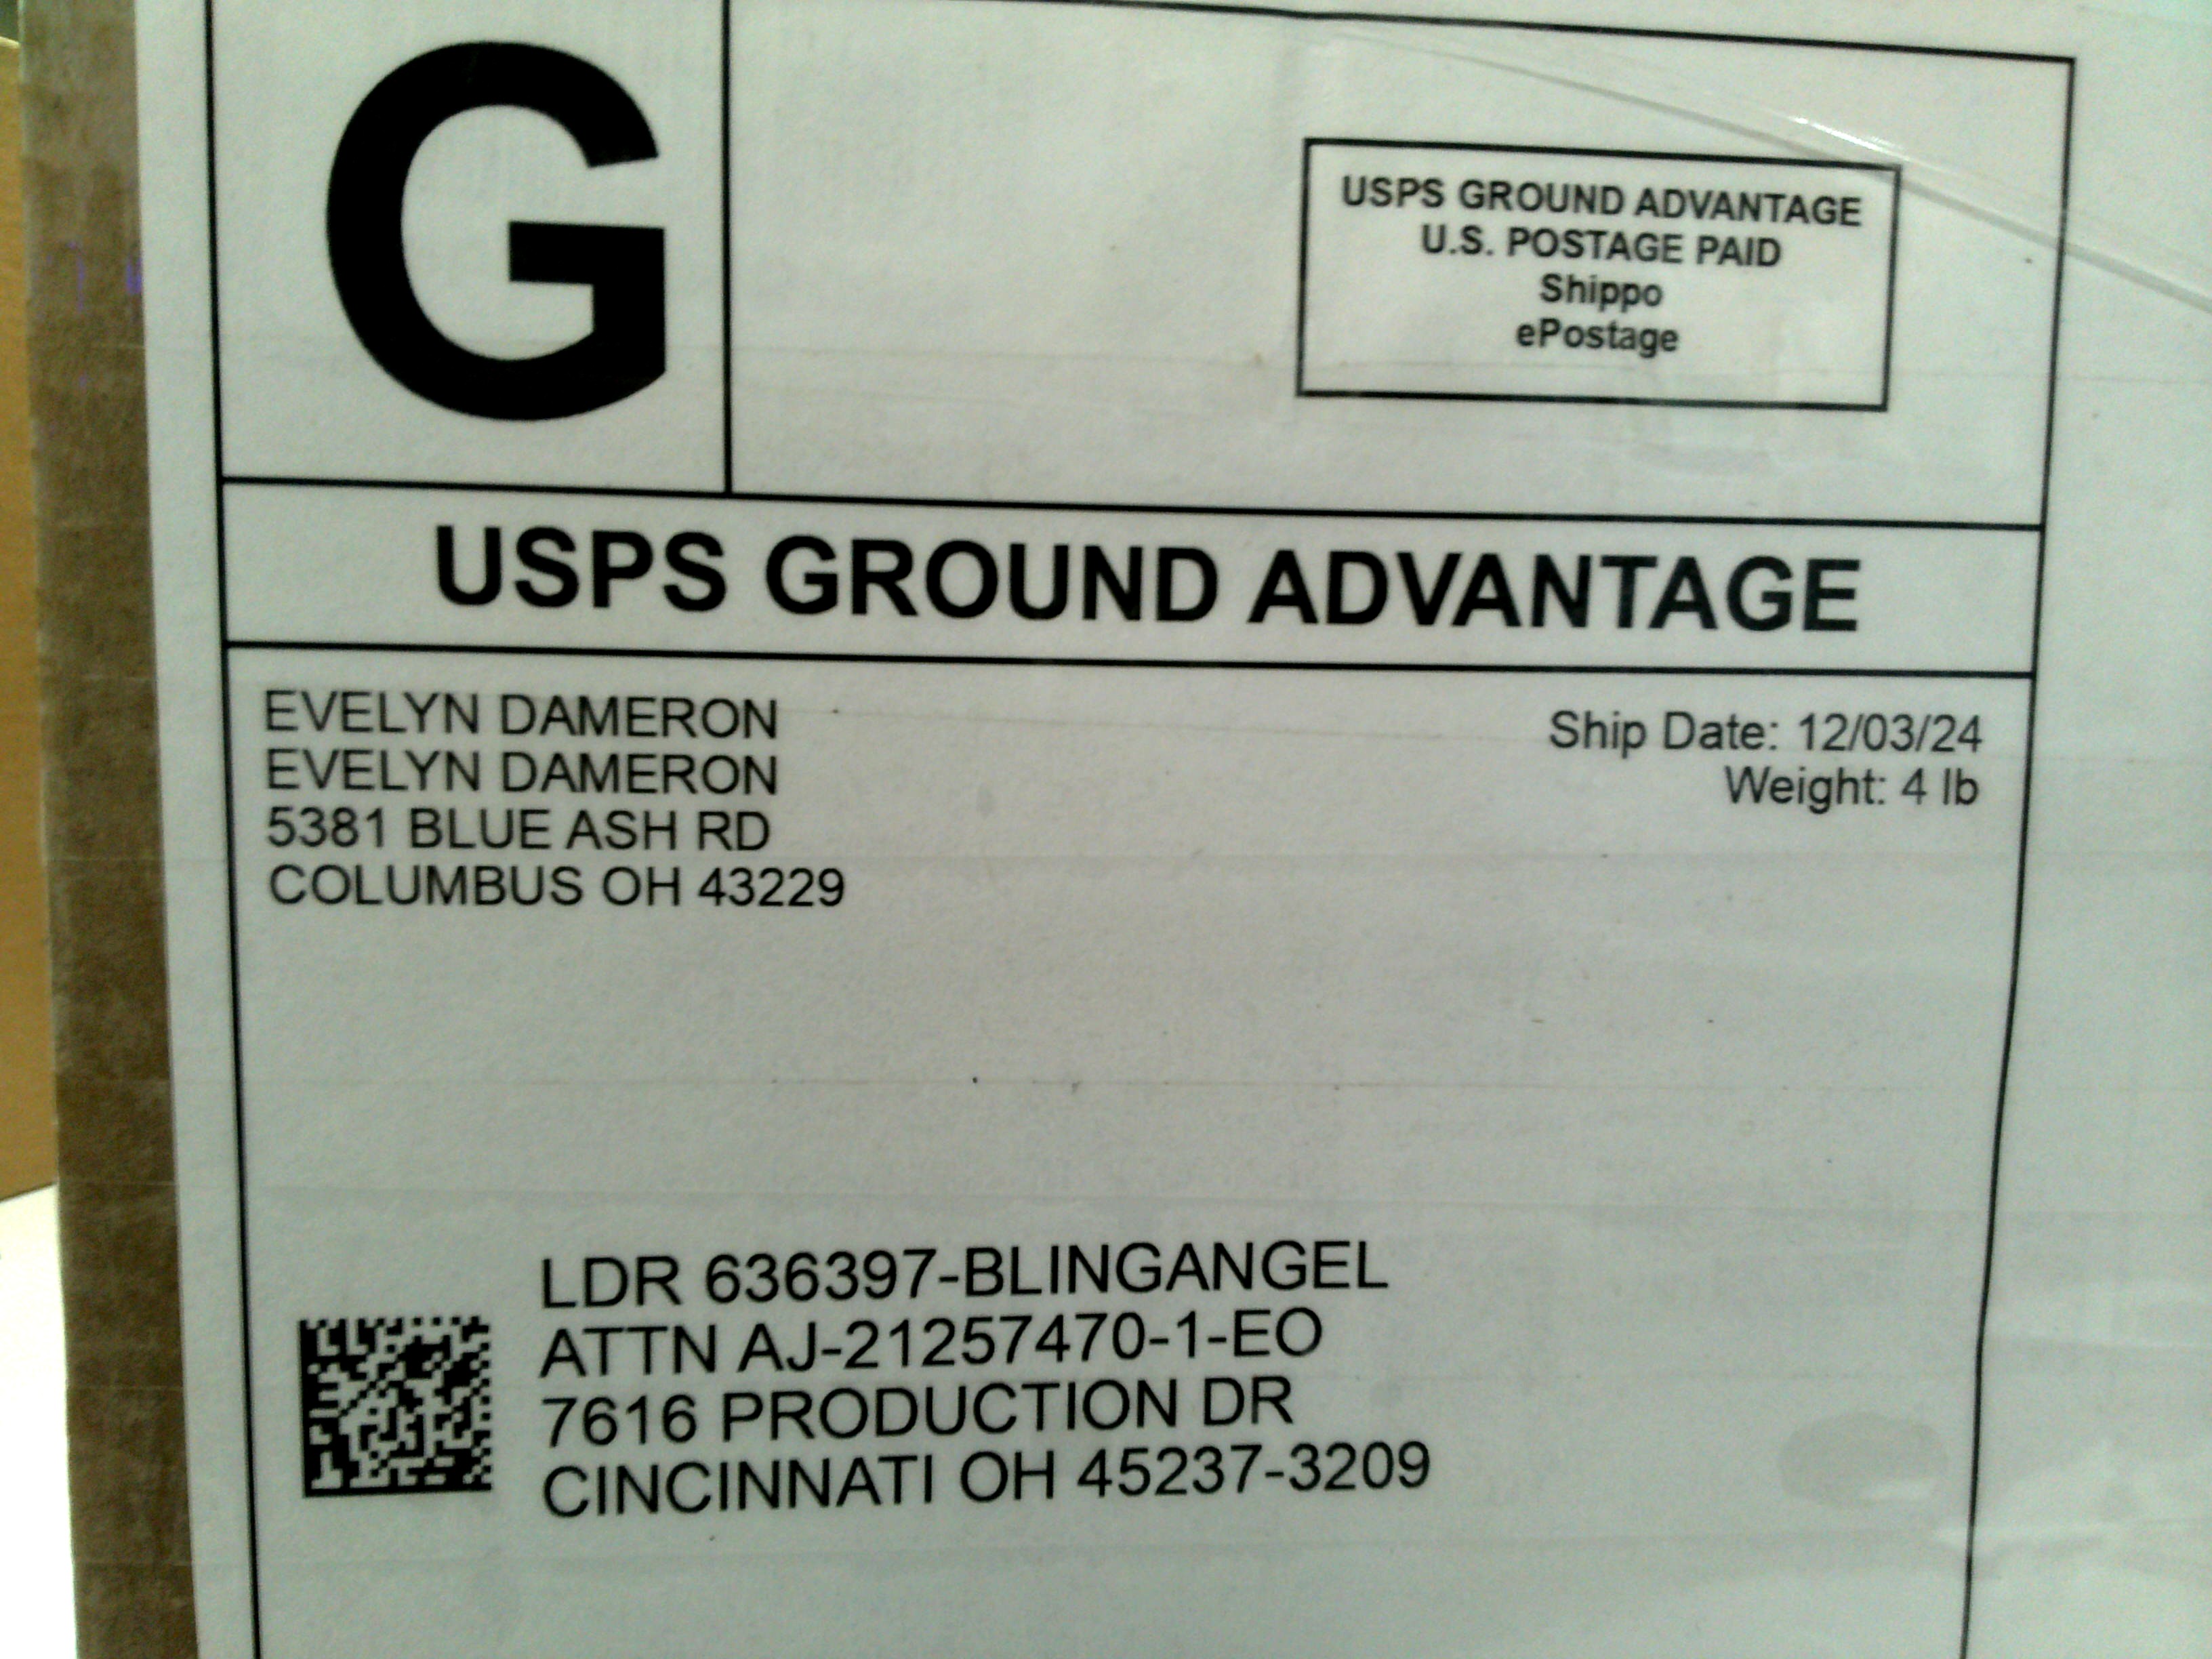 G
USPS GROUND ADVANTAGE
U.S. POSTAGE PAID
Shippo
ePostage
USPS GROUND ADVANTAGE
EVELYN DAMERON
EVELYN DAMERON
5381 BLUE ASH RD
COLUMBUS OH 43229
Ship Date: 12/03/24
Weight: 4 lb
LDR 636397-BLINGANGEL
ATTN AJ-21257470-1-EO
7616 PRODUCTION DR
CINCINNATI OH 45237-3209